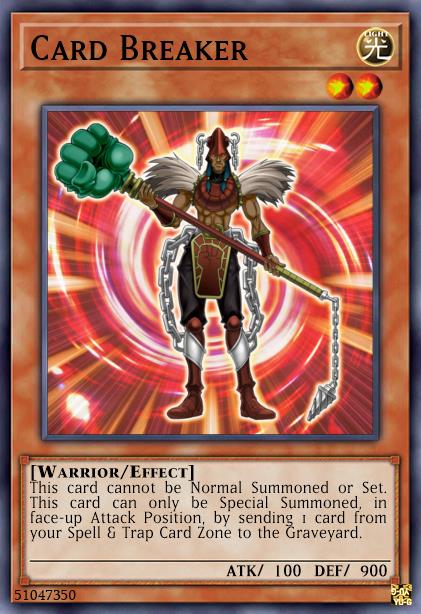 CARD BREAKER
LIGHT
光
[WARRIOR/EFFECT]
This card cannot be Normal Summoned or Set.
This card can only be Special Summoned, in
face-up Attack Position, by sending 1 card from
your Spell & Trap Card Zone to the Graveyard.
ATK/ 100 DEF/ 900
51047350